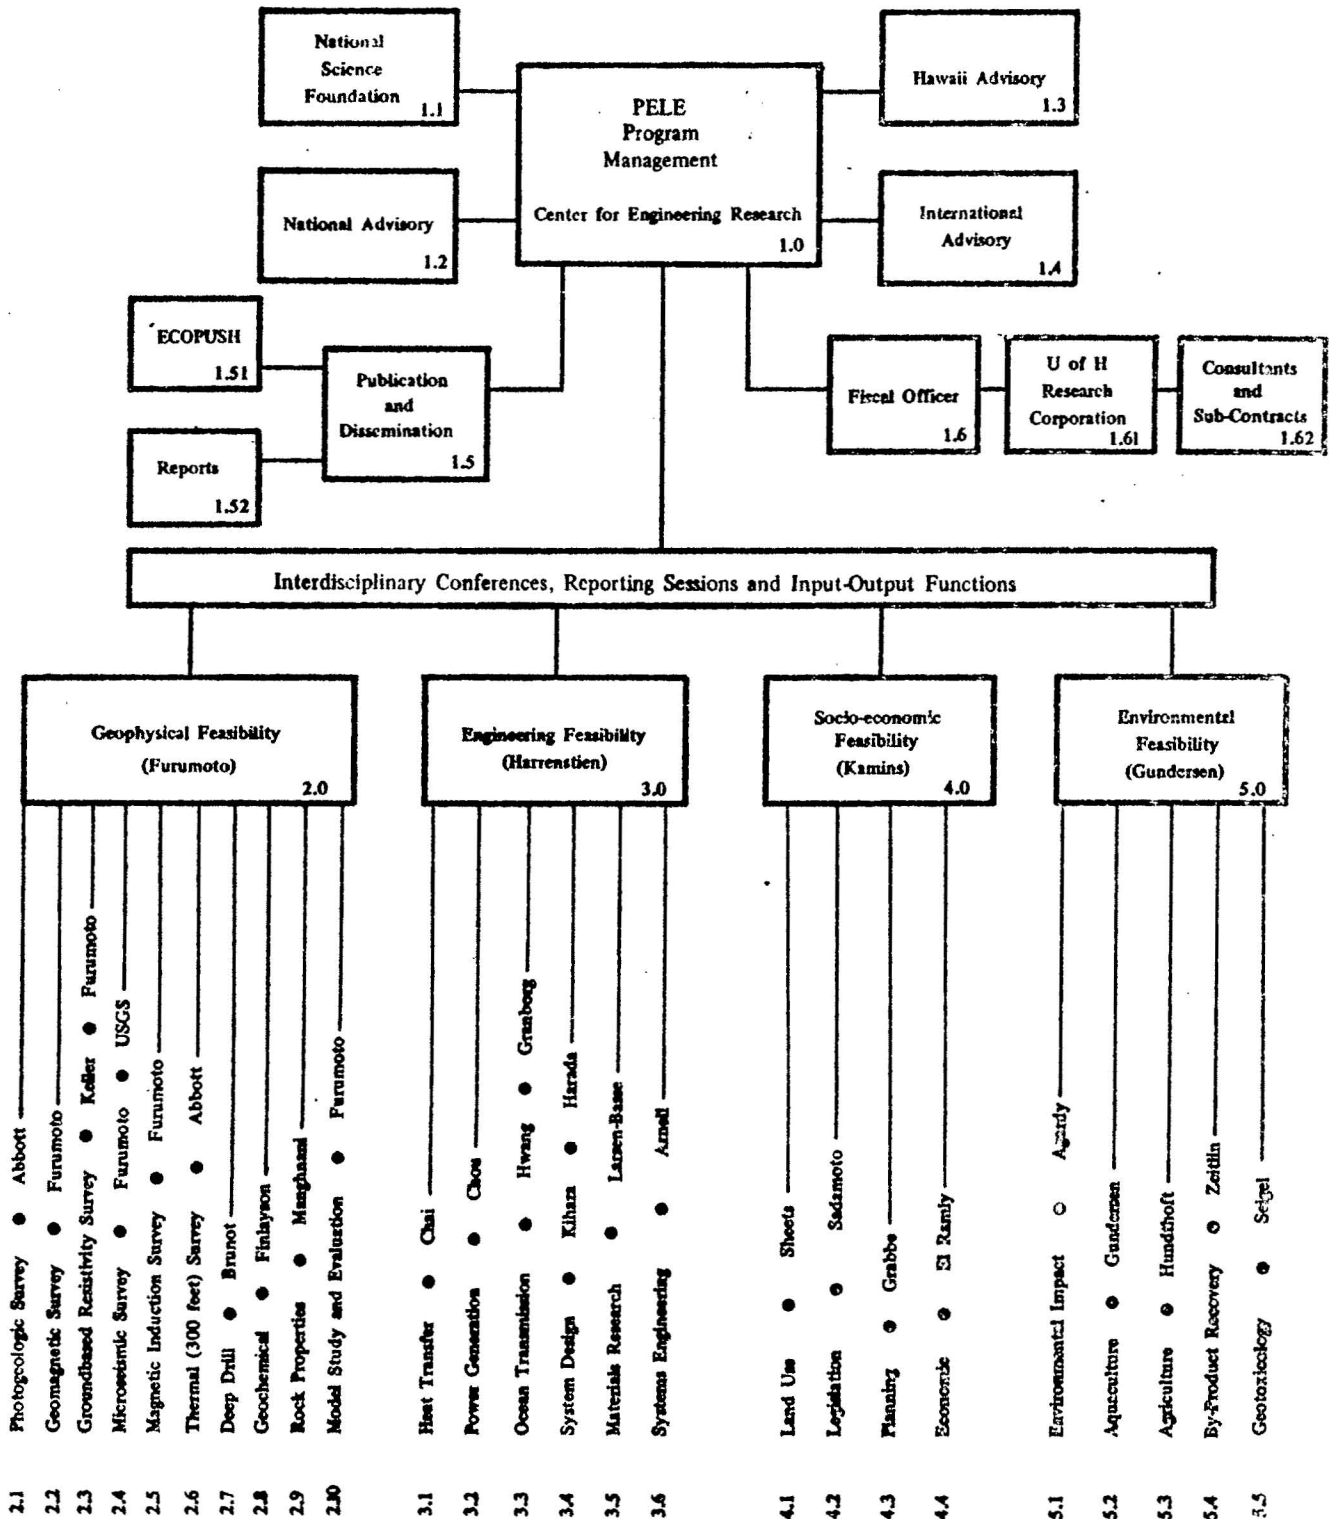 National
Science
Foundation
1.1
PELE
Program
Management
Center for Engineering Research
1.0
Hawaii Advisory
1.3
National Advisory
1.2
International
Advisory
1.4
ECOPUSH
1.51
Publication
and
Dissemination
1.5
Reports
1.52
Fiscal Officer
1.6
U of H
Research
Corporation
1.61
Consultants
and
Sub-Contracts
1.62
Interdisciplinary Conferences, Reporting Sessions and Input-Output Functions
Geophysical Feasibility
(Furumoto)
2.0
Engineering Feasibility
(Harrenstien)
3.0
Socio-economic
Feasibility
(Kamins)
4.0
Environmental
Feasibility
(Gundersen)
5.0
2.1 Photogeologic Survey ● Abbott
2.2 Geomagnetic Survey ● Furumoto
2.3 Groundbased Resistivity Survey ● Keller ● Furumoto
2.4 Microseismic Survey ● Furumoto ● USGS
2.5 Magnetic Induction Survey ● Furumoto
2.6 Thermal (300 feet) Survey ● Abbott
2.7 Deep Drill ● Brunot
2.8 Geochemical ● Finlayson
2.9 Rock Properties ● Manghnani
2.10 Model Study and Evaluation ● Furumoto
3.1 Heat Transfer ● Chai
3.2 Power Generation ● Chou
3.3 Ocean Transmission ● Hwang ● Granborg
3.4 System Design ● Kihara ● Harada
3.5 Materials Research ● Larsen-Basse
3.6 Systems Engineering ● Arnell
4.1 Land Use ● Sheets
4.2 Legislation ● Sadamoto
4.3 Planning ● Grabbe
4.4 Economic ● El Ramly
5.1 Environmental Impact ○ Agardy
5.2 Aquaculture ● Gundersen
5.3 Agriculture ● Hundthoft
5.4 By-Product Recovery ● Zeitlin
5.5 Geotoxicology ● Seigel